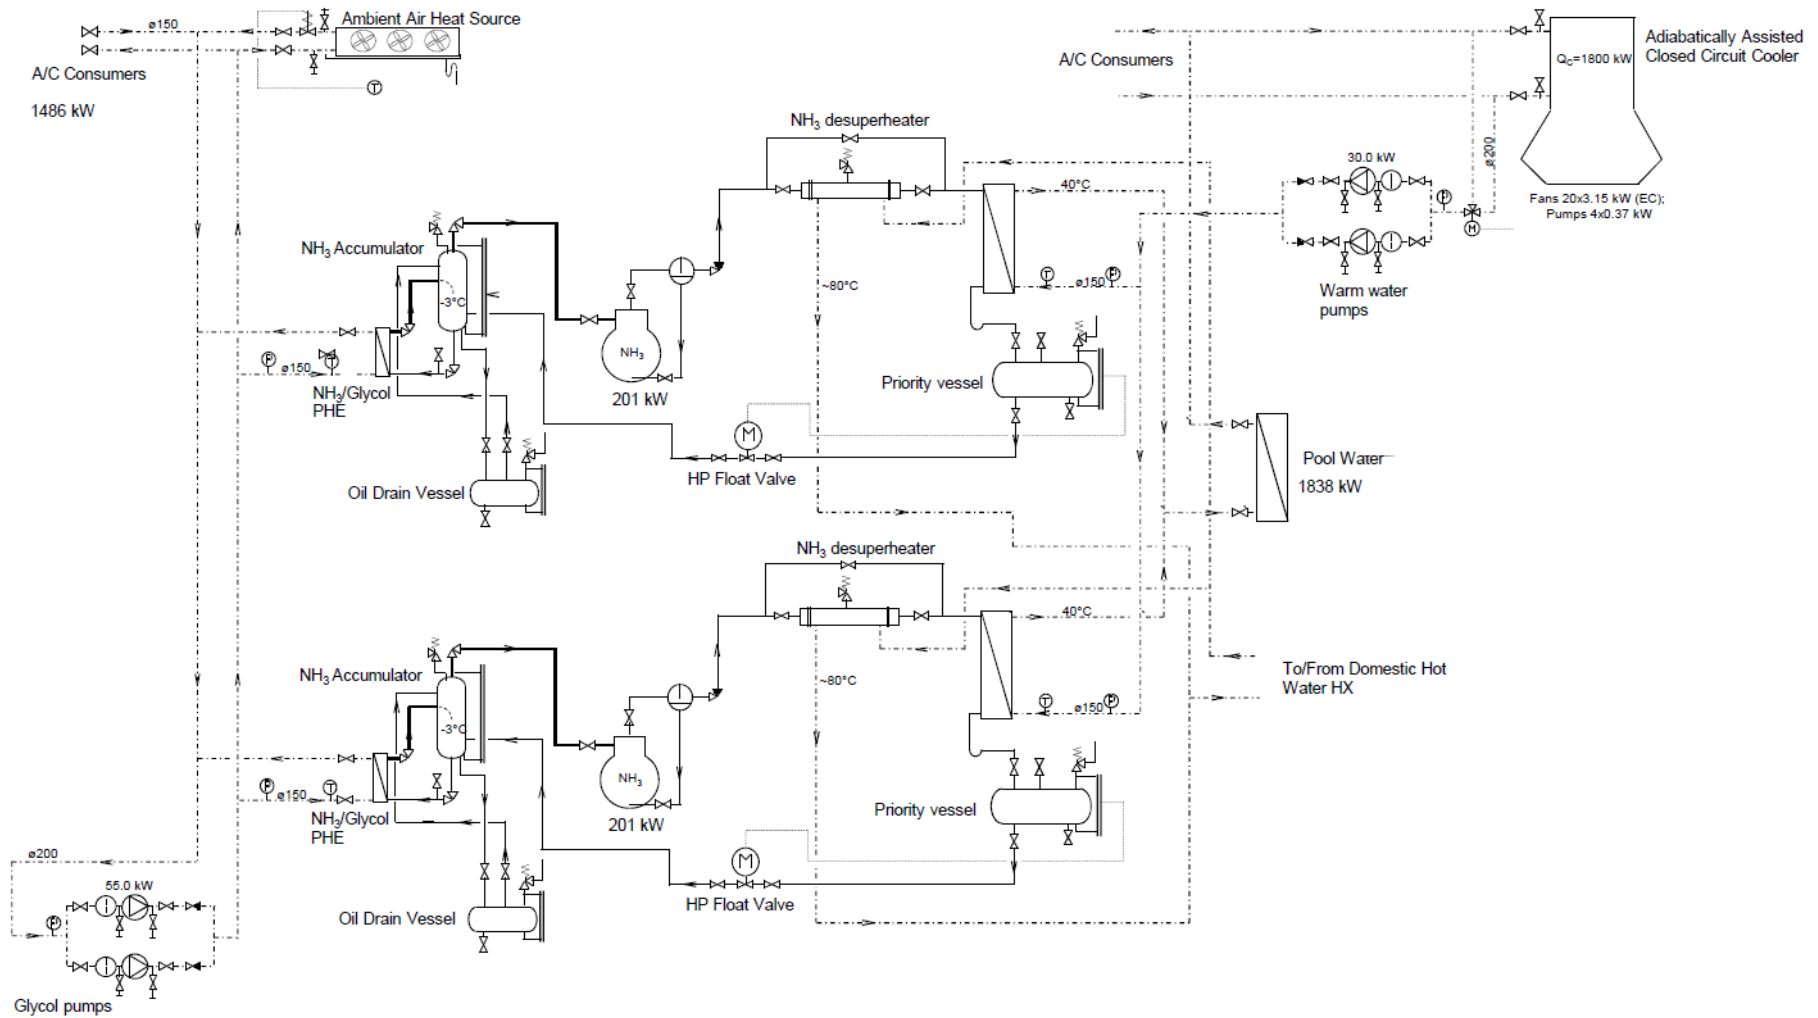 ø150
Ambient Air Heat Source
A/C Consumers
1486 kW
T
A/C Consumers
Adiabatically Assisted
Closed Circuit Cooler
Q_C=1800 kW
ø200
Fans 20x3.15 kW (EC);
Pumps 4x0.37 kW
30.0 kW
P
M
Warm water
pumps
NH₃ desuperheater
40°C
~80°C
T
ø150
P
NH₃ Accumulator
-3°C
P
ø150
T
NH₃/Glycol
PHE
NH₃
201 kW
Priority vessel
M
HP Float Valve
Oil Drain Vessel
Pool Water
1838 kW
NH₃ desuperheater
40°C
~80°C
T
ø150
P
To/From Domestic Hot
Water HX
NH₃ Accumulator
-3°C
P
ø150
T
NH₃/Glycol
PHE
NH₃
201 kW
Priority vessel
M
HP Float Valve
Oil Drain Vessel
ø200
55.0 kW
P
Glycol pumps